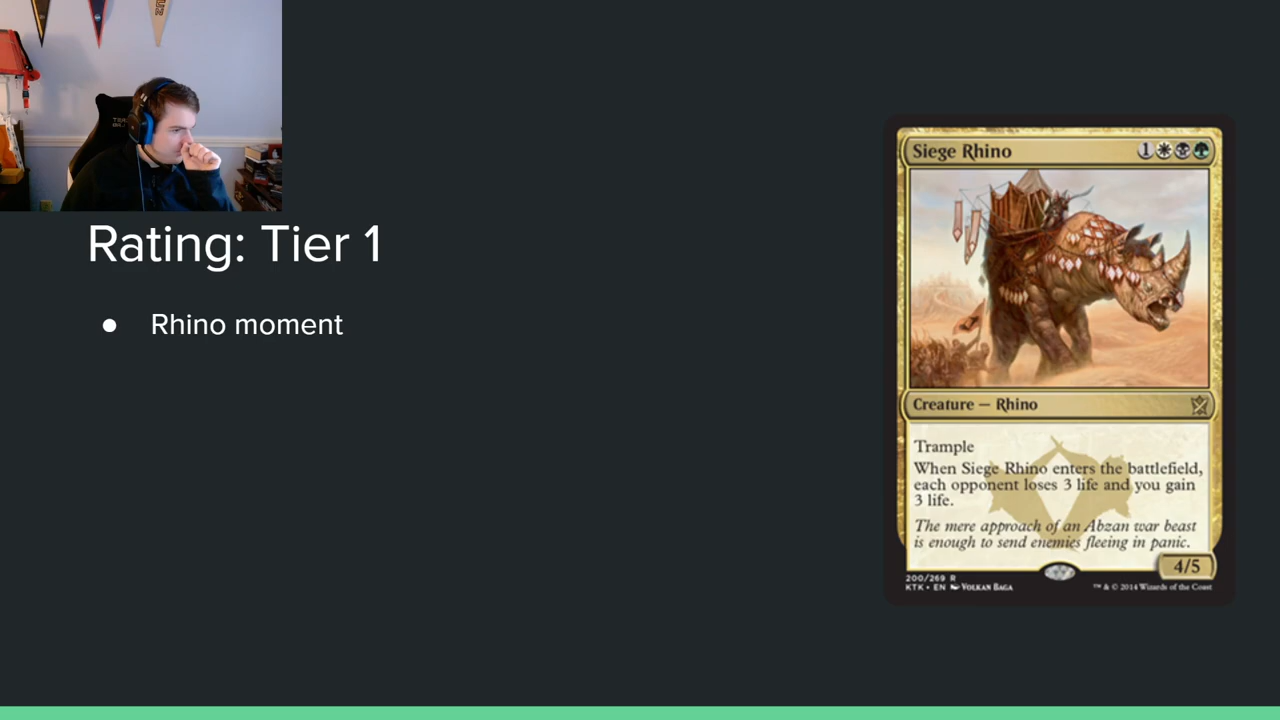 Rating: Tier 1
● Rhino moment
Siege Rhino 1
Creature — Rhino
Trample
When Siege Rhino enters the battlefield,
each opponent loses 3 life and you gain
3 life.
The mere approach of an Abzan war beast
is enough to send enemies fleeing in panic.
4/5
200/269 R
KTK • EN VOLKAN BAGA
™ & © 2014 Wizards of the Coast